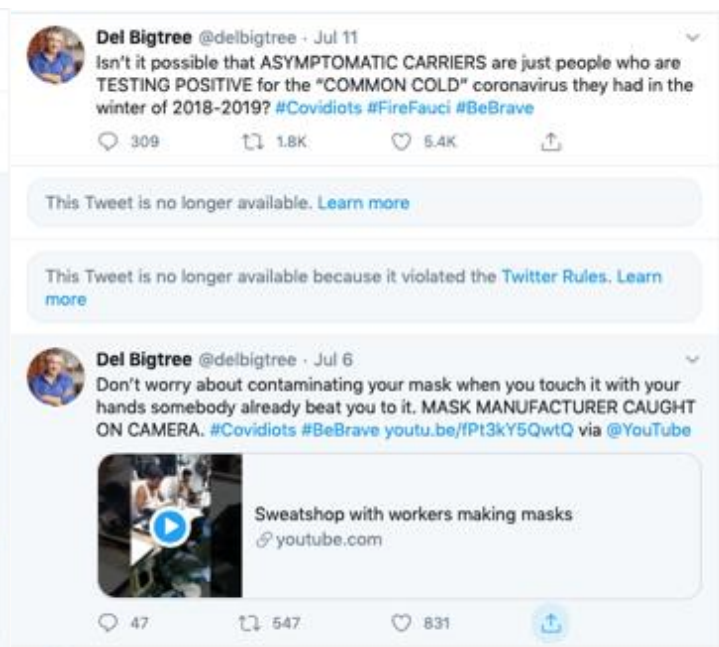 Del Bigtree @delbigtree · Jul 11
Isn't it possible that ASYMPTOMATIC CARRIERS are just people who are
TESTING POSITIVE for the “COMMON COLD” coronavirus they had in the
winter of 2018-2019? #Covidiots #FireFauci #BeBrave
309 1.8K 5.4K
This Tweet is no longer available. Learn more
This Tweet is no longer available because it violated the Twitter Rules. Learn
more
Del Bigtree @delbigtree · Jul 6
Don't worry about contaminating your mask when you touch it with your
hands somebody already beat you to it. MASK MANUFACTURER CAUGHT
ON CAMERA. #Covidiots #BeBrave youtu.be/fPt3kY5QwtQ via @YouTube
Sweatshop with workers making masks
youtube.com
47 547 831